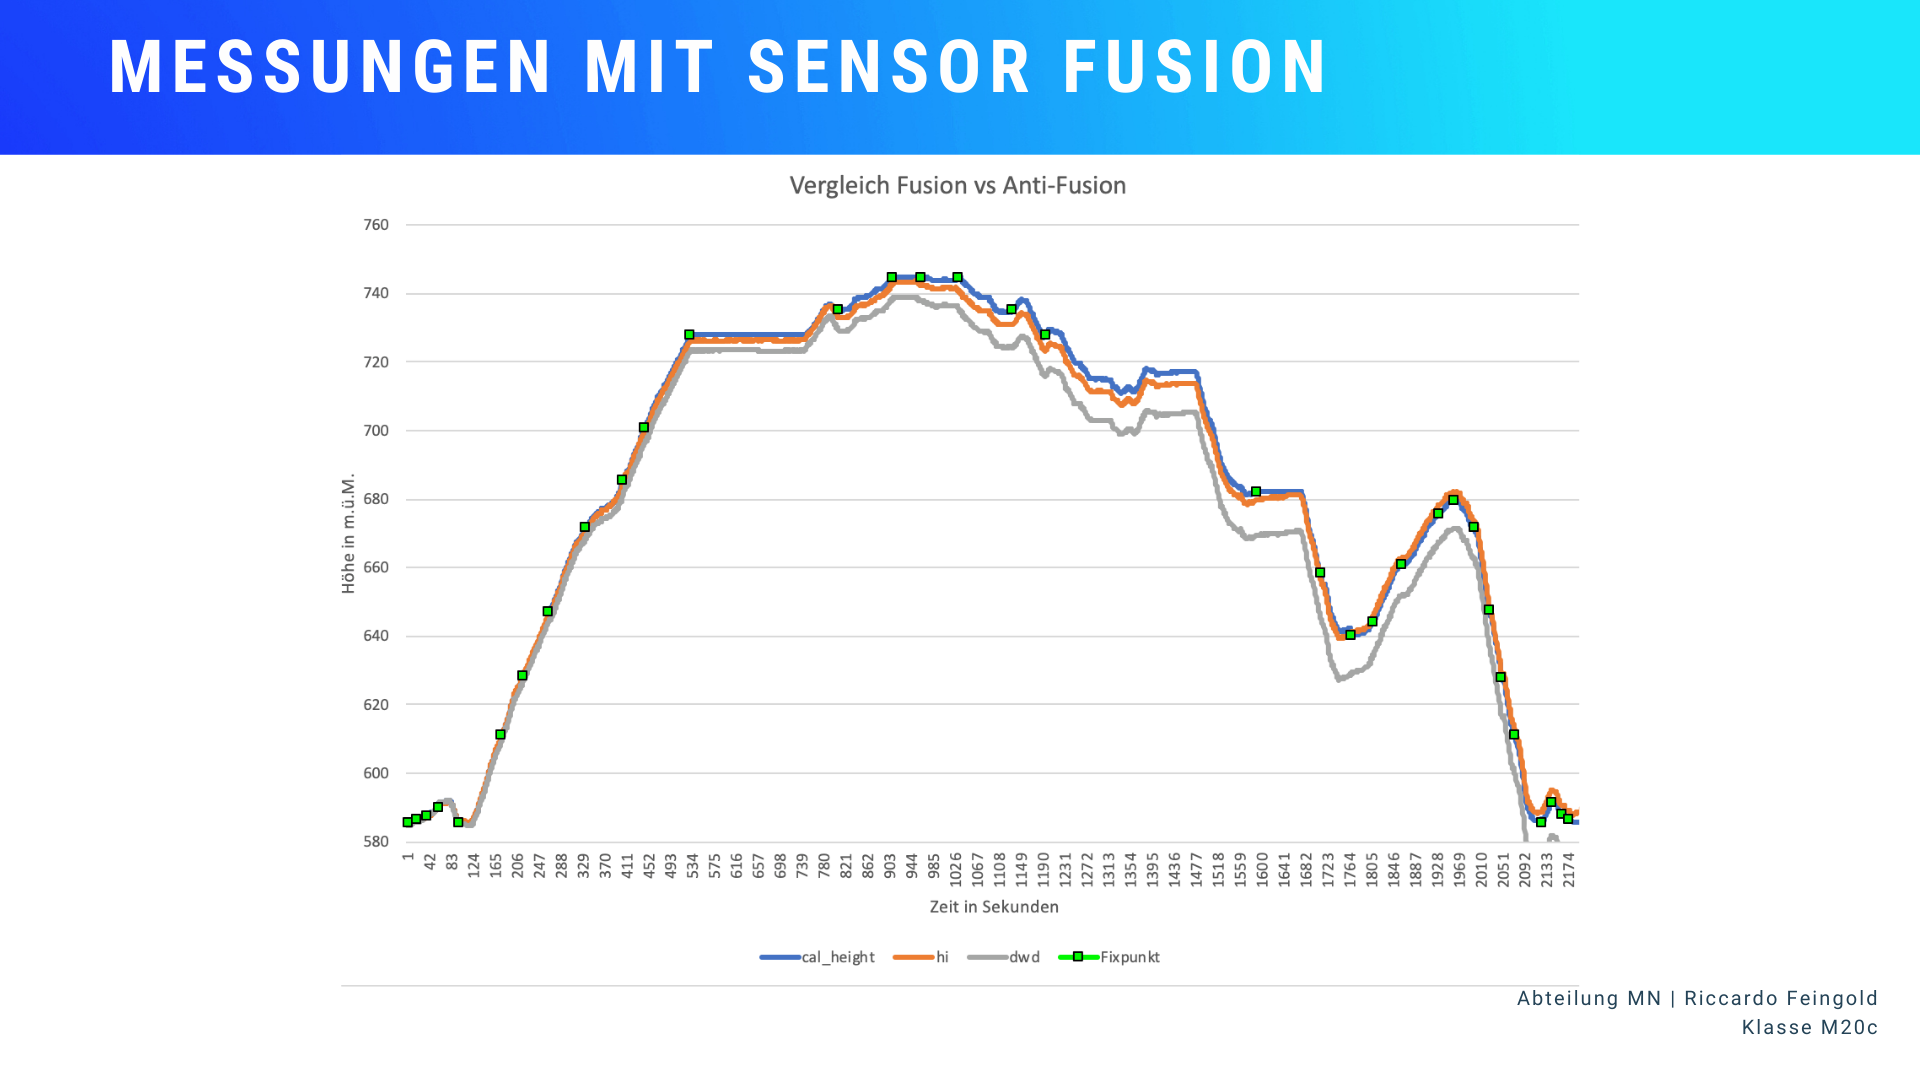 MESSUNGEN MIT SENSOR FUSION
Vergleich Fusion vs Anti-Fusion
760
740
720
700
680
660
640
620
600
580
Höhe in m.ü.M.
1 42 83 124 165 206 247 288 329 370 411 452 493 534 575 616 657 698 739 780 821 862 903 944 985 1026 1067 1108 1149 1190 1231 1272 1313 1354 1395 1436 1477 1518 1559 1600 1641 1682 1723 1764 1805 1846 1887 1928 1969 2010 2051 2092 2133 2174
Zeit in Sekunden
cal_height hi dwd Fixpunkt
Abteilung MN | Riccardo Feingold
Klasse M20c